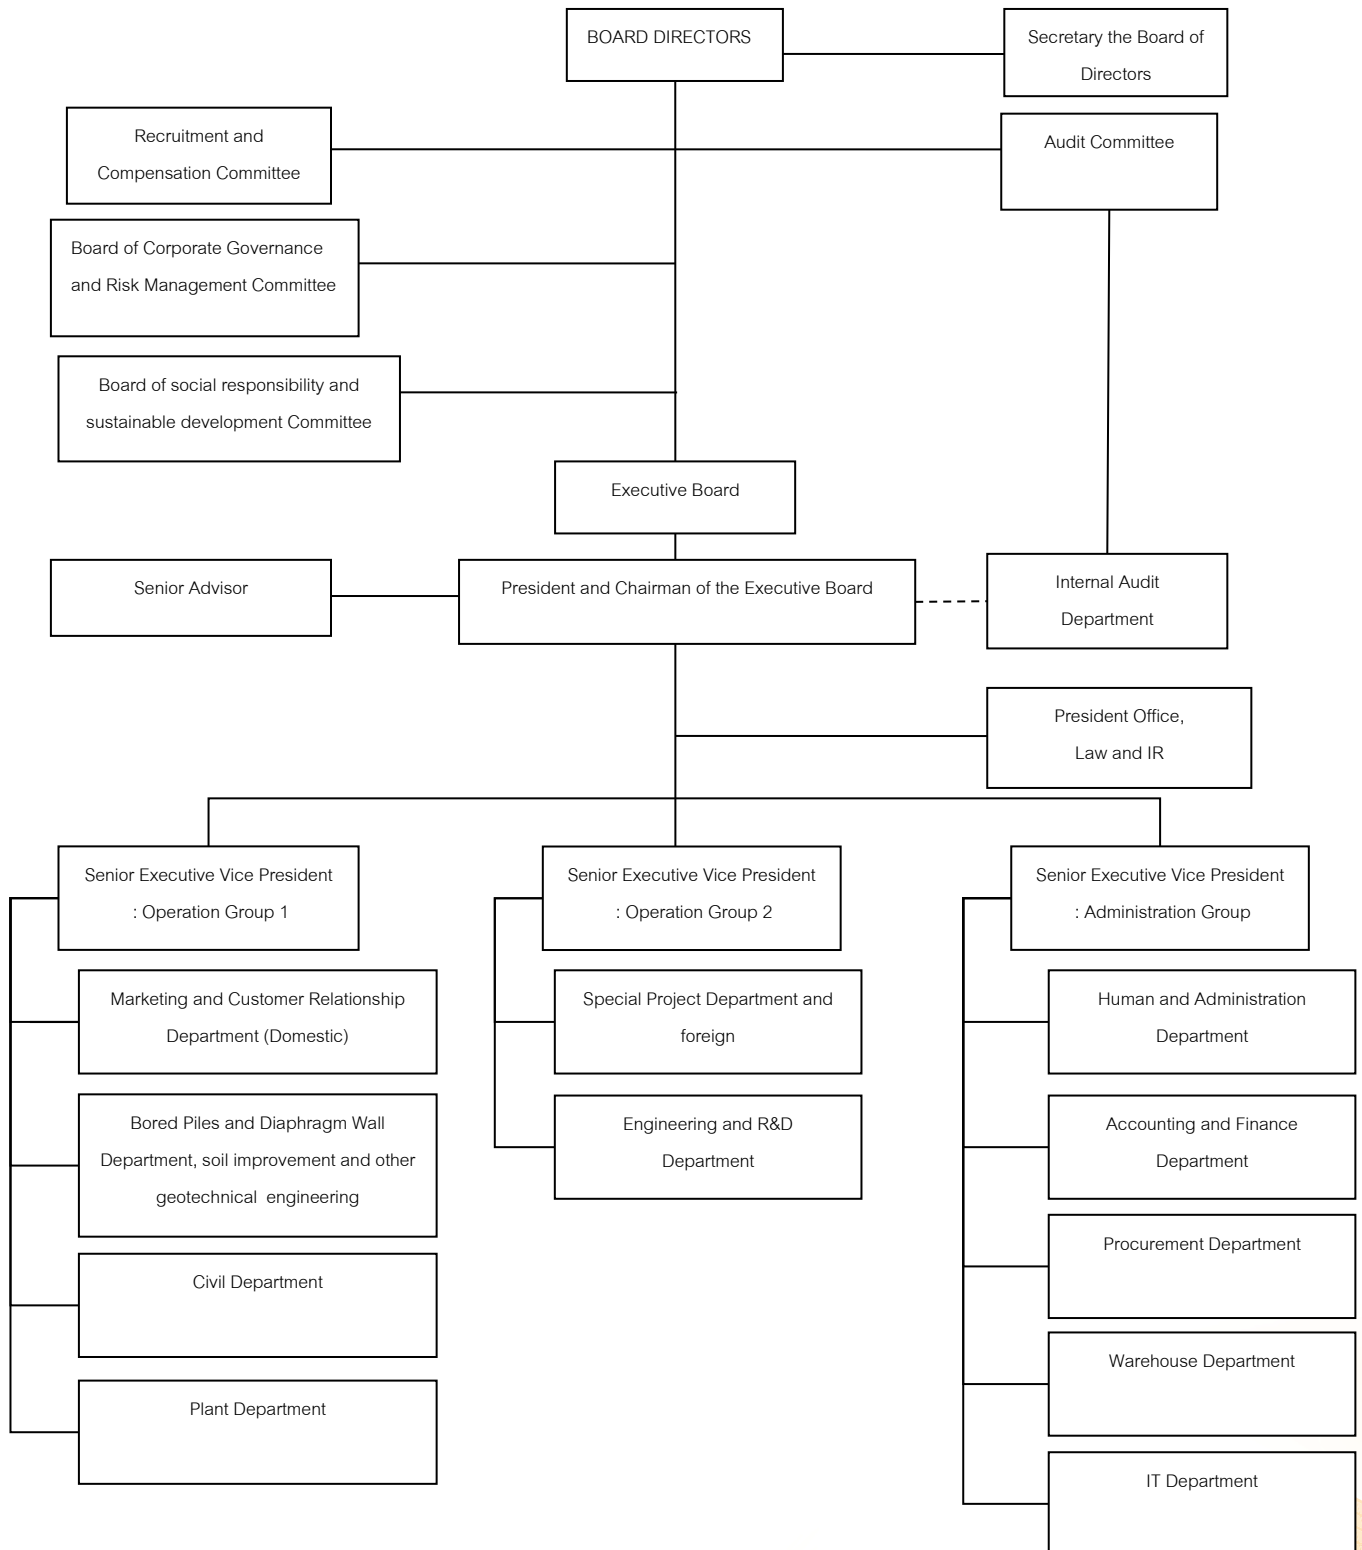 BOARD DIRECTORS
Secretary the Board of
Directors
Recruitment and
Compensation Committee
Audit Committee
Board of Corporate Governance
and Risk Management Committee
Board of social responsibility and
sustainable development Committee
Executive Board
Senior Advisor
President and Chairman of the Executive Board
Internal Audit
Department
President Office,
Law and IR
Senior Executive Vice President
: Operation Group 1
Senior Executive Vice President
: Operation Group 2
Senior Executive Vice President
: Administration Group
Marketing and Customer Relationship
Department (Domestic)
Special Project Department and
foreign
Human and Administration
Department
Bored Piles and Diaphragm Wall
Department, soil improvement and other
geotechnical  engineering
Engineering and R&D
Department
Accounting and Finance
Department
Civil Department
Procurement Department
Plant Department
Warehouse Department
IT Department